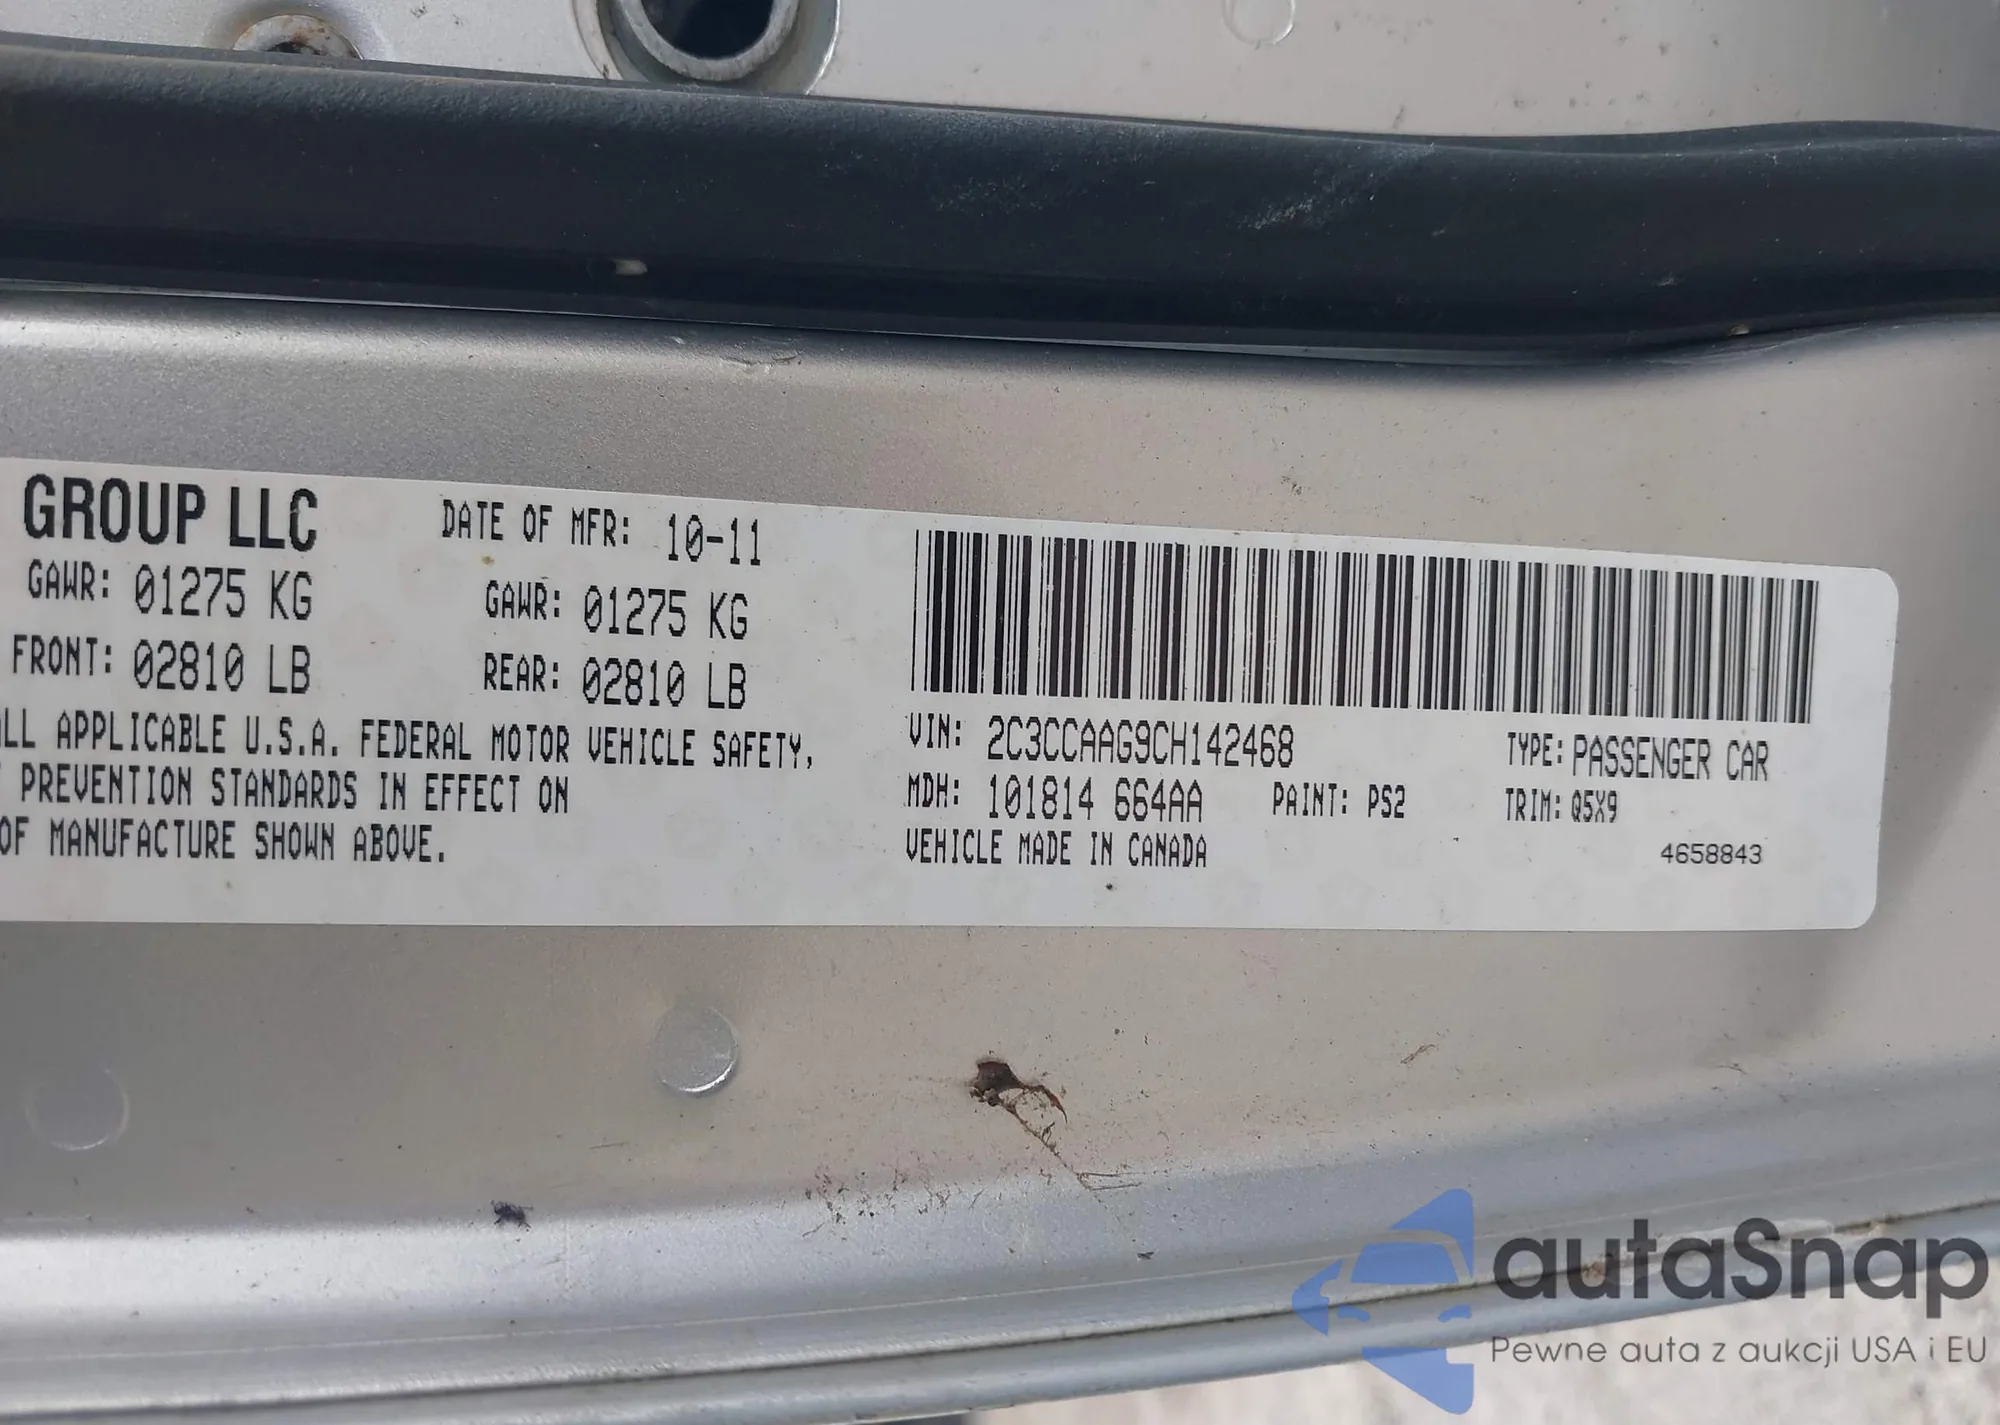 GROUP LLC
DATE OF MFR: 10-11
GAWR: 01275 KG
GAWR: 01275 KG
FRONT: 02810 LB
REAR: 02810 LB
ALL APPLICABLE U.S.A. FEDERAL MOTOR VEHICLE SAFETY,
PREVENTION STANDARDS IN EFFECT ON
OF MANUFACTURE SHOWN ABOVE.
VIN: 2C3CCAAG9CH142468
TYPE: PASSENGER CAR
MDH: 101814 664AA
PAINT: PS2
TRIM: Q5X9
VEHICLE MADE IN CANADA
4658843
autaSnap
Pewne auta z aukcji USA i EU